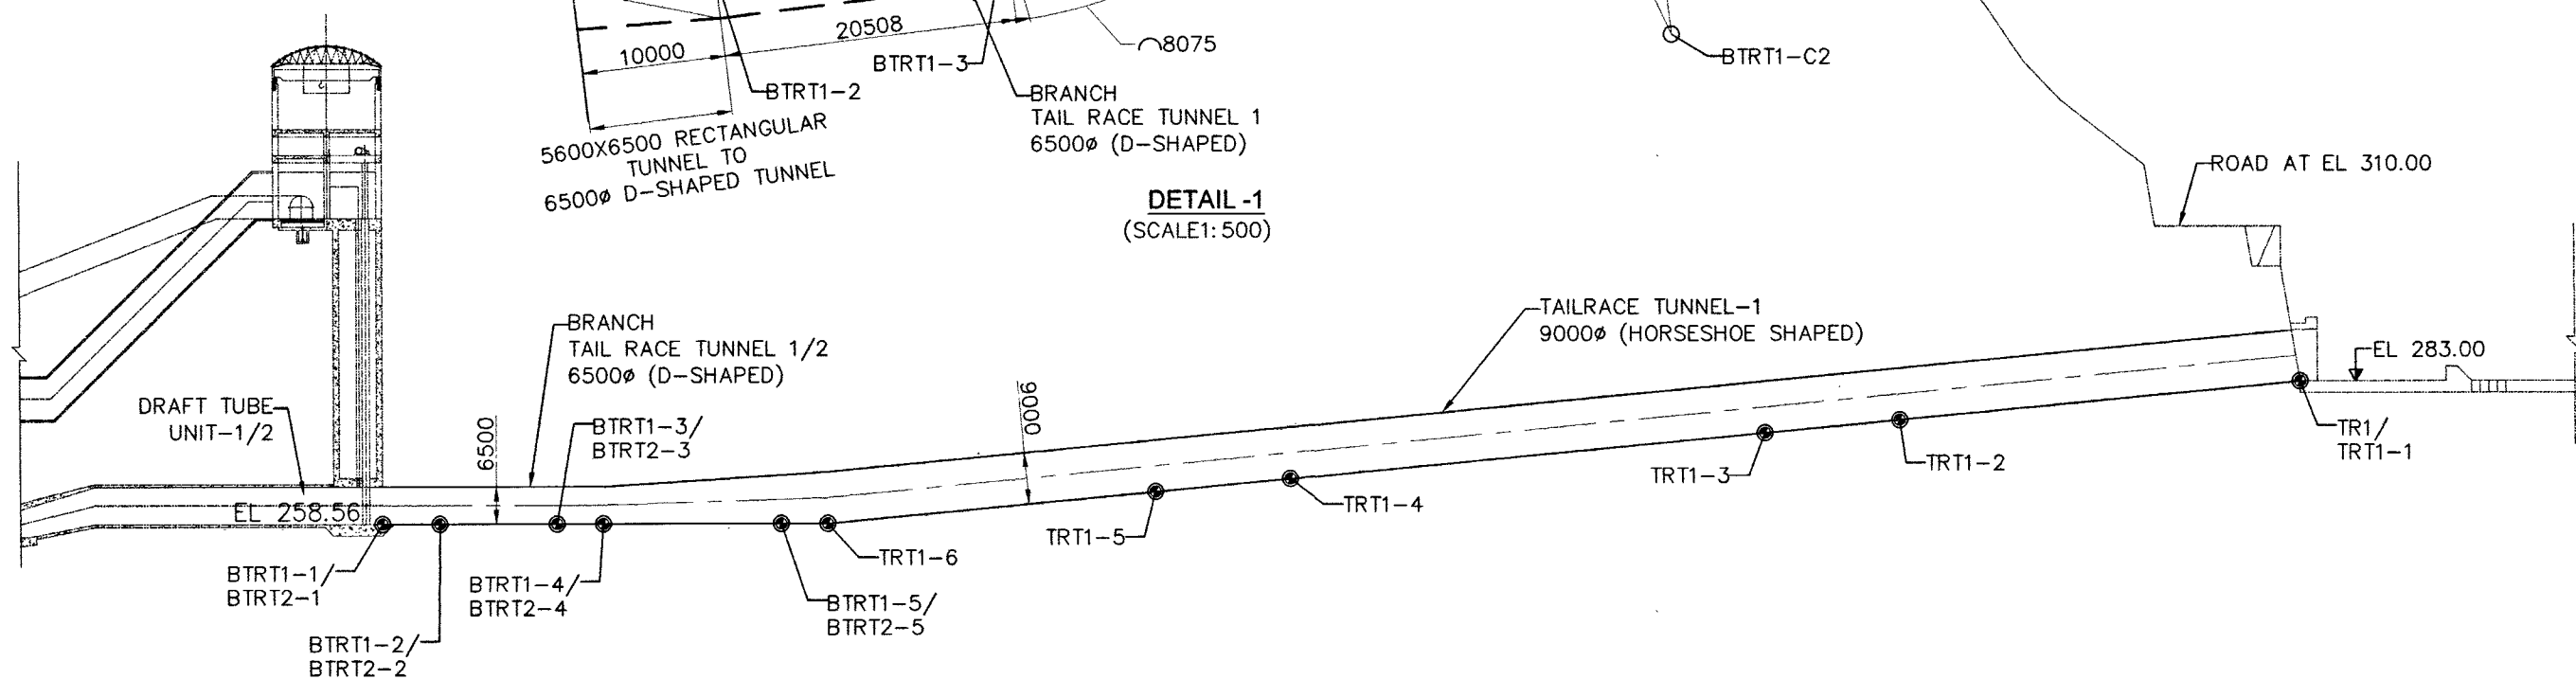 20508
10000
⌒8075
BTRT1-3
BTRT1-2
BTRT1-C2
BRANCH
TAIL RACE TUNNEL 1
6500ø (D-SHAPED)
5600X6500 RECTANGULAR
TUNNEL TO
6500ø D-SHAPED TUNNEL
DETAIL -1
(SCALE1:500)
ROAD AT EL 310.00
BRANCH
TAIL RACE TUNNEL 1/2
6500ø (D-SHAPED)
TAILRACE TUNNEL-1
9000ø (HORSESHOE SHAPED)
EL 283.00
DRAFT TUBE
UNIT-1/2
BTRT1-3/
BTRT2-3
6500
9000
EL 258.56
TR1/
TRT1-1
TRT1-2
TRT1-3
TRT1-4
TRT1-5
TRT1-6
BTRT1-1/
BTRT2-1
BTRT1-4/
BTRT2-4
BTRT1-5/
BTRT2-5
BTRT1-2/
BTRT2-2